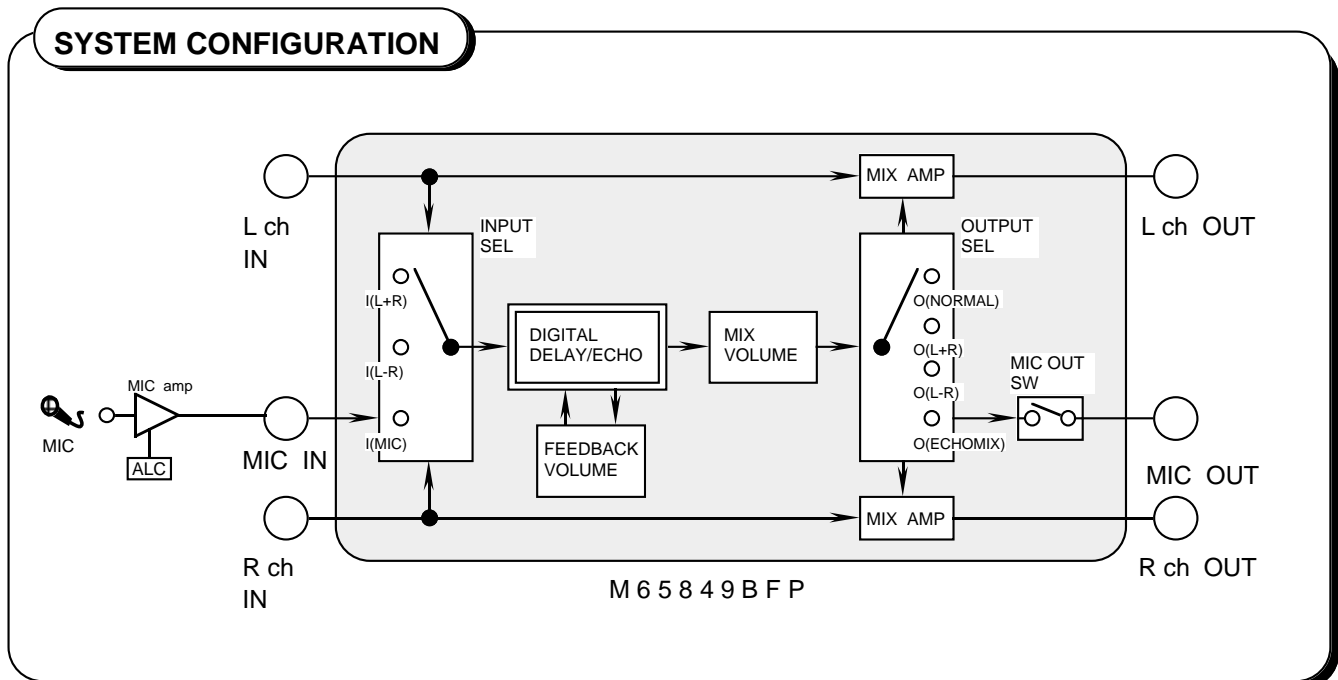 SYSTEM CONFIGURATION
MIX AMP
L ch
IN
INPUT
SEL
OUTPUT
SEL
L ch OUT
I(L+R)
O(NORMAL)
DIGITAL
DELAY/ECHO
MIX
VOLUME
I(L-R)
O(L+R)
MIC OUT
SW
MIC amp
O(L-R)
MIC
I(MIC)
O(ECHOMIX)
ALC
MIC IN
FEEDBACK
VOLUME
MIC OUT
MIX AMP
R ch
IN
R ch OUT
M65849BFP